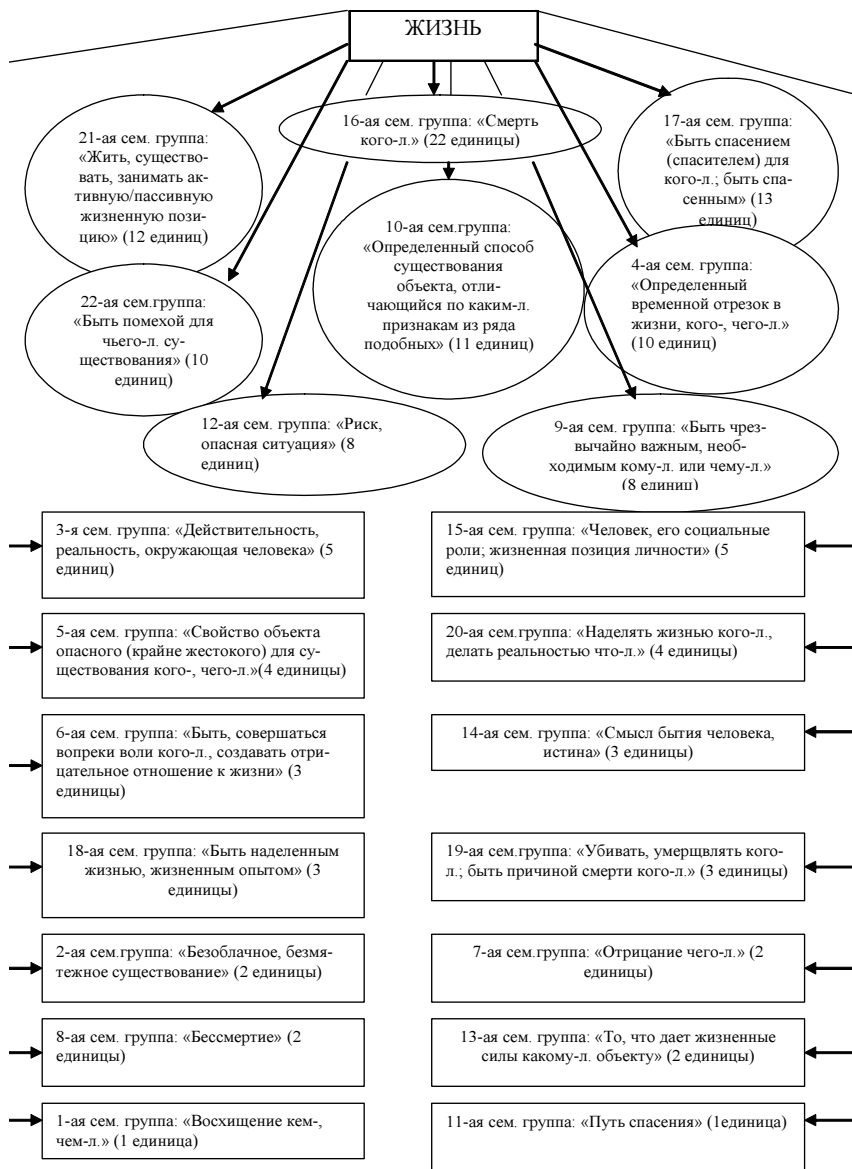 ЖИЗНЬ
21-ая сем. группа:
«Жить, существо-
вать, занимать ак-
тивную/пассивную
жизненную пози-
цию» (12 единиц)
16-ая сем. группа: «Смерть
кого-л.» (22 единицы)
17-ая сем. группа:
«Быть спасением
(спасителем) для
кого-л.; быть спа-
сенным» (13
единиц)
22-ая сем.группа:
«Быть помехой для
чьего-л. су-
ществования» (10
единиц)
10-ая сем.группа:
«Определенный способ
существования
объекта, отли-
чающийся по каким-л.
признакам из ряда
подобных» (11 единиц)
4-ая сем. группа:
«Определенный
временной отрезок в
жизни, кого-, чего-л.»
(10 единиц)
12-ая сем. группа: «Риск,
опасная ситуация» (8
единиц)
9-ая сем. группа: «Быть чрез-
вычайно важным, необ-
ходимым кому-л. или чему-л.»
(8 единиц)
3-я сем. группа: «Действительность,
реальность, окружающая человека» (5
единиц)
15-ая сем. группа: «Человек, его социальные
роли; жизненная позиция личности» (5
единиц)
5-ая сем. группа: «Свойство объекта
опасного (крайне жестокого) для су-
ществования кого-, чего-л.»(4 единицы)
20-ая сем.группа: «Наделять жизнью кого-л.,
делать реальностью что-л.» (4 единицы)
6-ая сем. группа: «Быть, совершаться
вопреки воли кого-л., создавать отри-
цательное отношение к жизни» (3
единицы)
14-ая сем. группа: «Смысл бытия человека,
истина» (3 единицы)
18-ая сем. группа: «Быть наделенным
жизнью, жизненным опытом» (3
единицы)
19-ая сем.группа: «Убивать, умерщвлять кого-
л.; быть причиной смерти кого-л.» (3 единицы)
2-ая сем.группа: «Безоблачное, безмя-
тежное существование» (2 единицы)
7-ая сем.группа: «Отрицание чего-л.» (2
единицы)
8-ая сем. группа: «Бессмертие» (2
единицы)
13-ая сем. группа: «То, что дает жизненные
силы какому-л. объекту» (2 единицы)
1-ая сем. группа: «Восхищение кем-,
чем-л.» (1 единица)
11-ая сем. группа: «Путь спасения» (1единица)